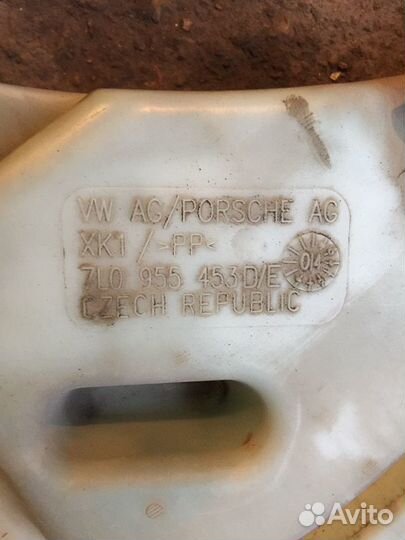 VW AG/PORSCHE AG
XK1 / >PP<
7L0 955 453D/E
04
CZECH REPUBLIC
Avito